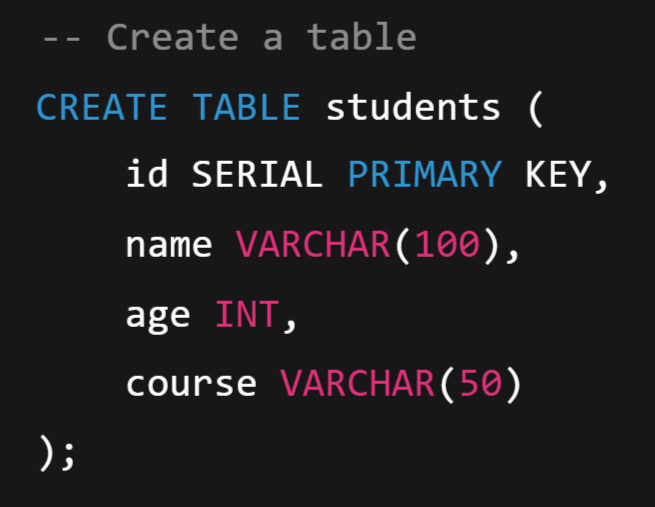 -- Create a table
CREATE TABLE students (
    id SERIAL PRIMARY KEY,
    name VARCHAR(100),
    age INT,
    course VARCHAR(50)
);